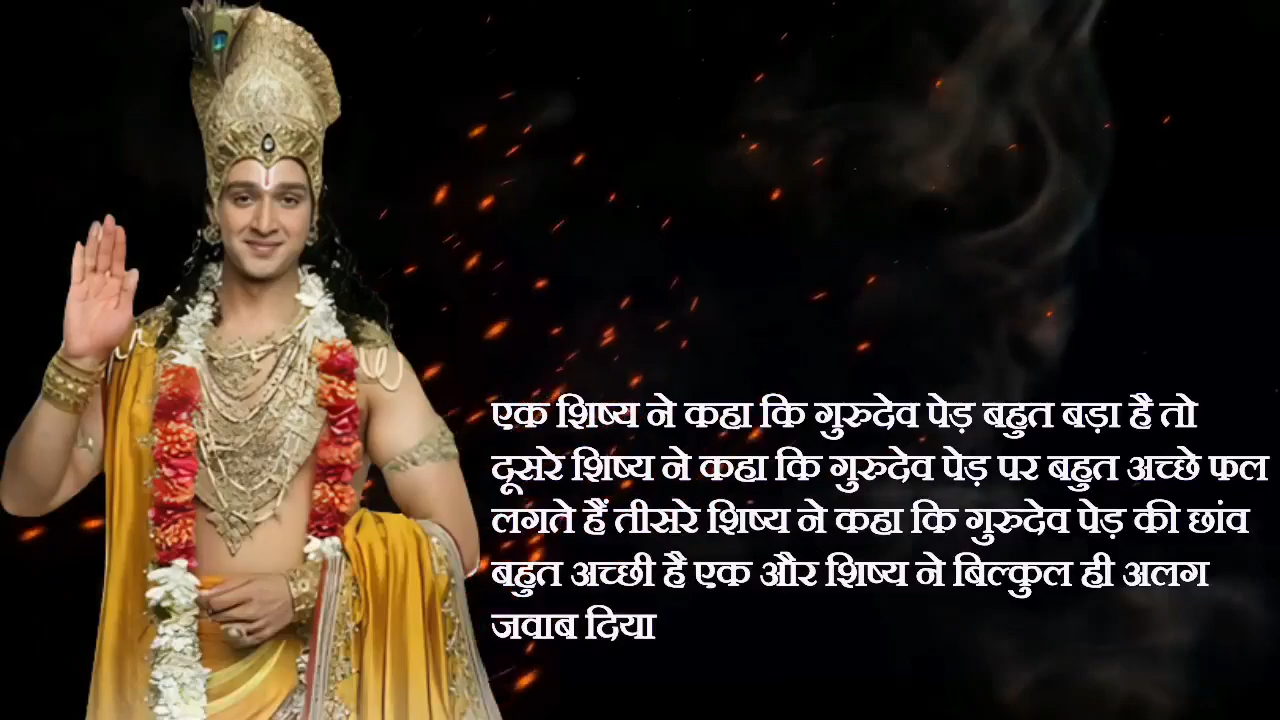 एक शिष्य ने कहा कि गुरुदेव पेड़ बहुत बड़ा है तो
दूसरे शिष्य ने कहा कि गुरुदेव पेड़ पर बहुत अच्छे फल
लगते हैं तीसरे शिष्य ने कहा कि गुरुदेव पेड़ की छांव
बहुत अच्छी है एक और शिष्य ने बिल्कुल ही अलग
जवाब दिया